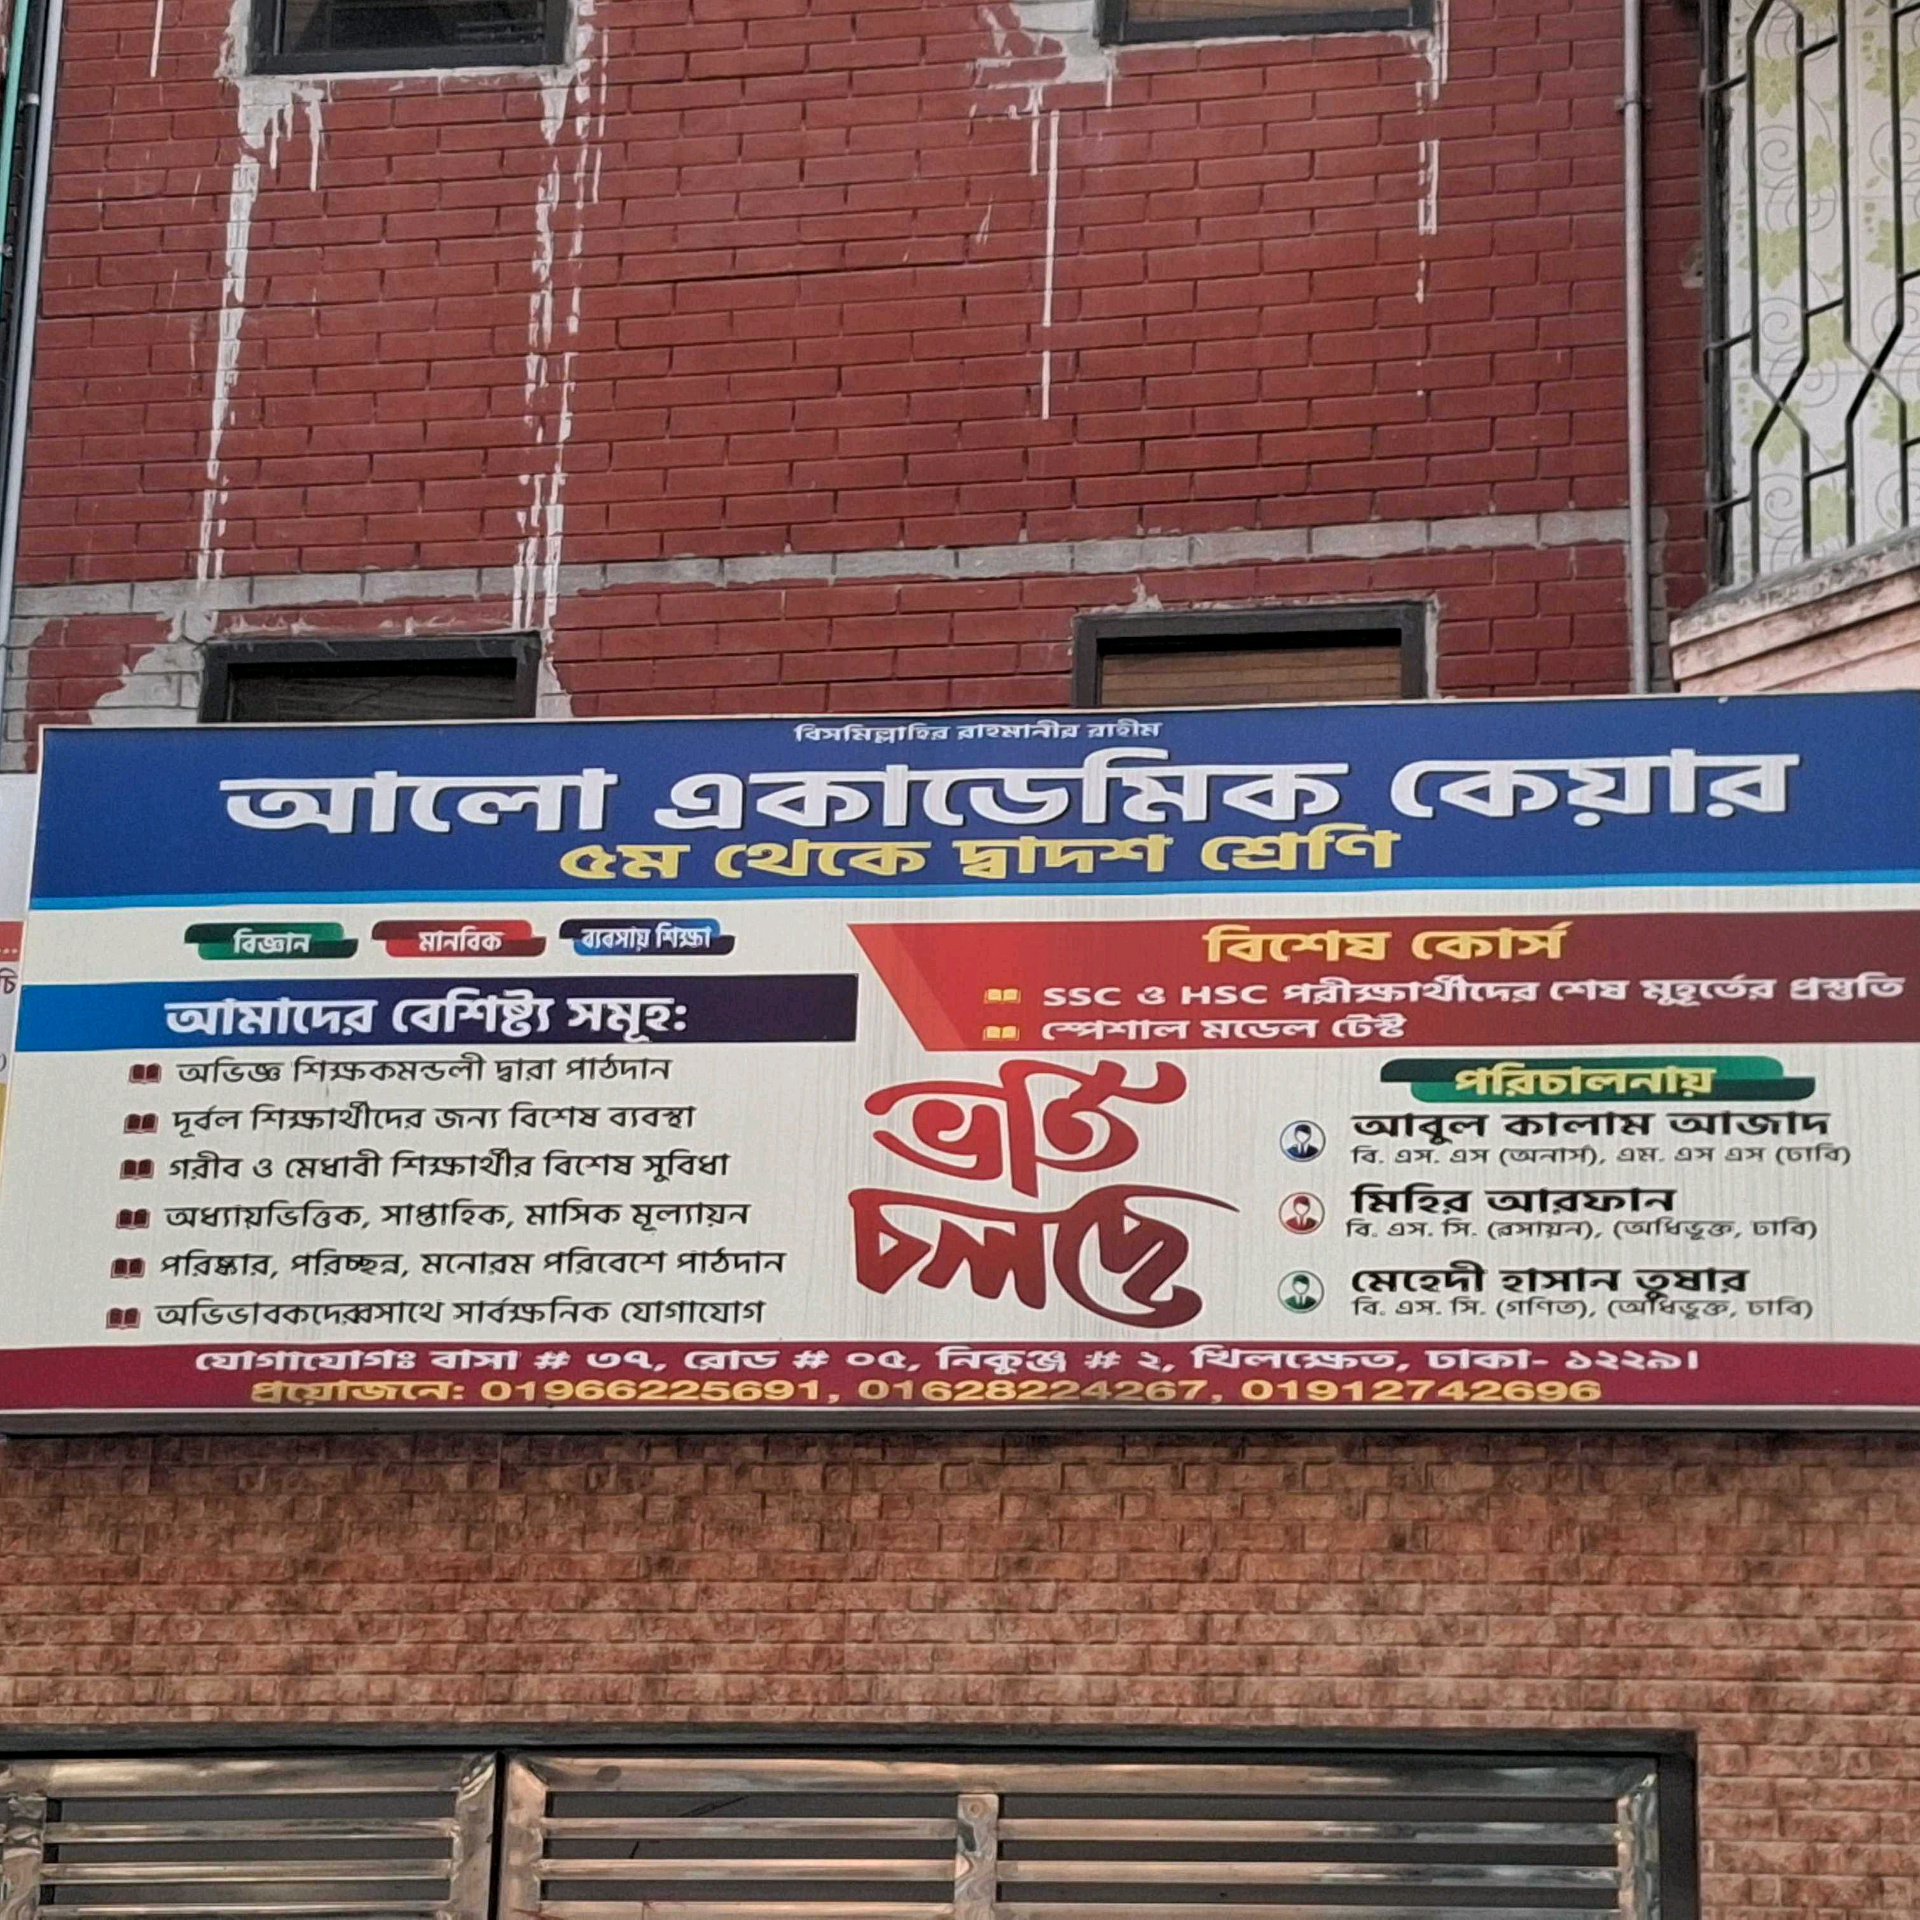 বিসমিল্লাহির রাহমানীর রাহীম
আলো একাডেমিক কেয়ার
৫ম থেকে দ্বাদশ শ্রেণি
বিজ্ঞান মানবিক ব্যবসায় শিক্ষা
আমাদের বেশিষ্ট্য সমূহ:
অভিজ্ঞ শিক্ষকমন্ডলী দ্বারা পাঠদান
দূর্বল শিক্ষার্থীদের জন্য বিশেষ ব্যবস্থা
গরীব ও মেধাবী শিক্ষার্থীর বিশেষ সুবিধা
অধ্যায়ভিত্তিক, সাপ্তাহিক, মাসিক মূল্যায়ন
পরিষ্কার, পরিচ্ছন্ন, মনোরম পরিবেশে পাঠদান
সার্বক্ষনিক যোগাযোগ
বিশেষ কোর্স
SSC ও HSC পরীক্ষার্থীদের শেষ মূহূর্তের প্রস্তুতি
স্পেশাল মডেল টেস্ট
ভর্তি
চলছে
পরিচালনায়
আবুল কালাম আজাদ
বি. এস. এস (অনার্স), এম. এস এস (ঢাবি)
মিহির আরফান
বি. এস. সি. (রসায়ন), (অধিভূক্ত, ঢাবি)
মেহেদী হাসান তুষার
বি. এস. সি. (গণিত), (অধিভূক্ত, ঢাবি)
যোগাযোগঃ বাসা # ৩৭, রোড # ০৫, নিকুঞ্জ # ২, খিলক্ষেত, ঢাকা- ১২২৯।
প্রয়োজনে: 01966225691, 01628224267, 01912742696